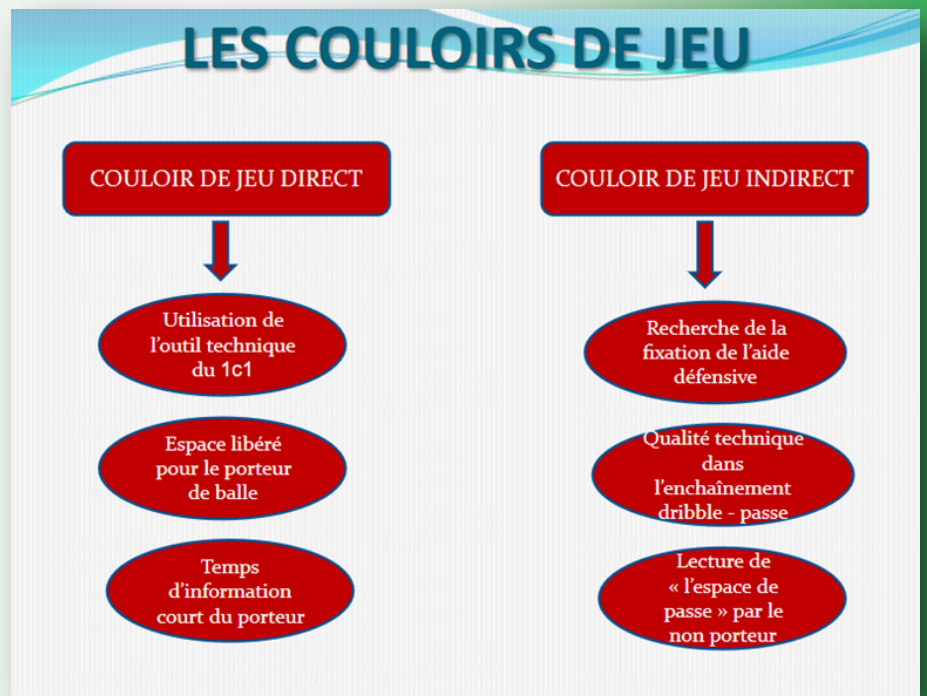 LES COULOIRS DE JEU
COULOIR DE JEU DIRECT
Utilisation de
l'outil technique
du 1c1
Espace libéré
pour le porteur
de balle
Temps
d'information
court du porteur
COULOIR DE JEU INDIRECT
Recherche de la
fixation de l'aide
défensive
Qualité technique
dans
l'enchaînement
dribble - passe
Lecture de
« l'espace de
passe » par le
non porteur